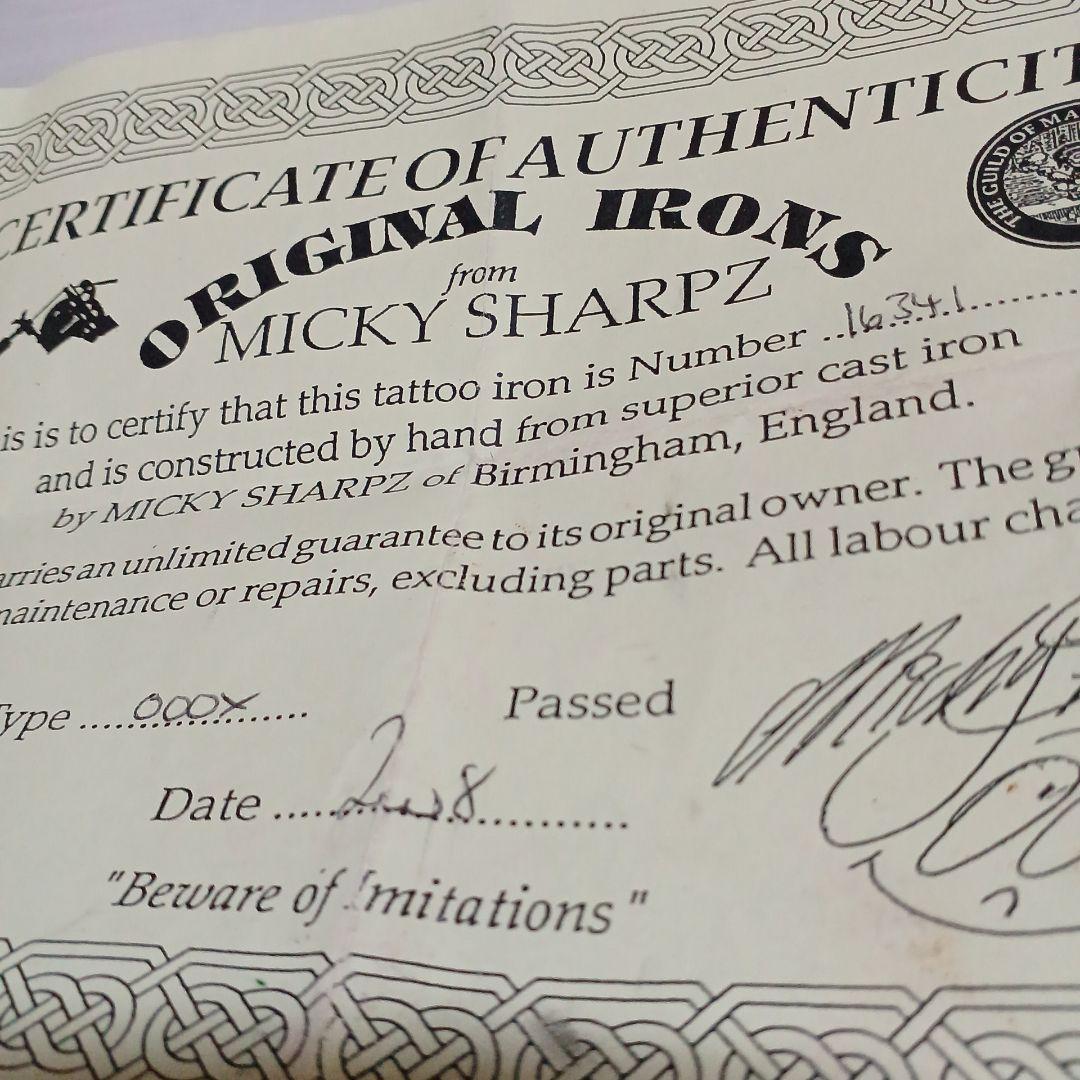 CERTIFICATE OF AUTHENTICIT
THE GUILD OF MA
ORIGINAL IRONS
from
MICKY SHARPZ
is is to certify that this tattoo iron is Number ..16341..........
and is constructed by hand from superior cast iron
by MICKY SHARPZ of Birmingham, England.
arries an unlimited guarantee to its original owner. The gu
maintenance or repairs, excluding parts. All labour cha
Type .....000X......
Passed
Date ......2008...........
"Beware of Imitations"